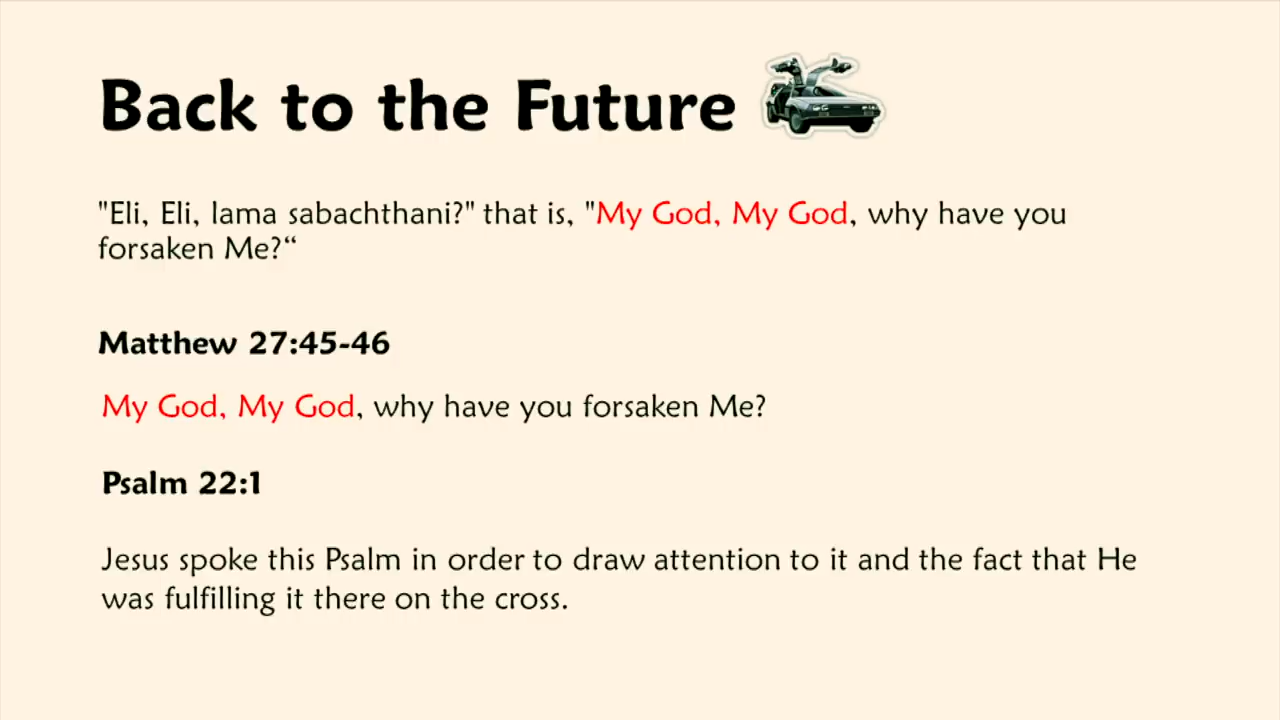 Back to the Future
"Eli, Eli, lama sabachthani?" that is, "My God, My God, why have you
forsaken Me?“
Matthew 27:45-46
My God, My God, why have you forsaken Me?
Psalm 22:1
Jesus spoke this Psalm in order to draw attention to it and the fact that He
was fulfilling it there on the cross.